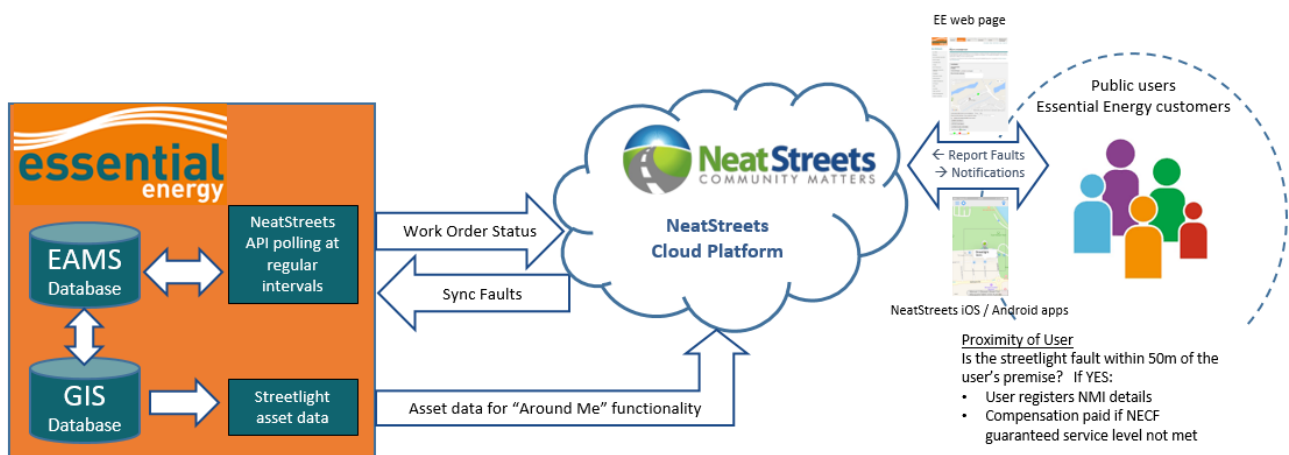 EE web page
Public users
Essential Energy customers
essential
energy
NeatStreets
COMMUNITY MATTERS
← Report Faults
→ Notifications
NeatStreets
Cloud Platform
NeatStreets
API polling at
regular
intervals
Work Order Status
EAMS
Database
Sync Faults
NeatStreets iOS / Android apps
GIS
Database
Streetlight
asset data
Asset data for “Around Me” functionality
Proximity of User
Is the streetlight fault within 50m of the
user’s premise?   If YES:
• User registers NMI details
• Compensation paid if NECF
guaranteed service level not met